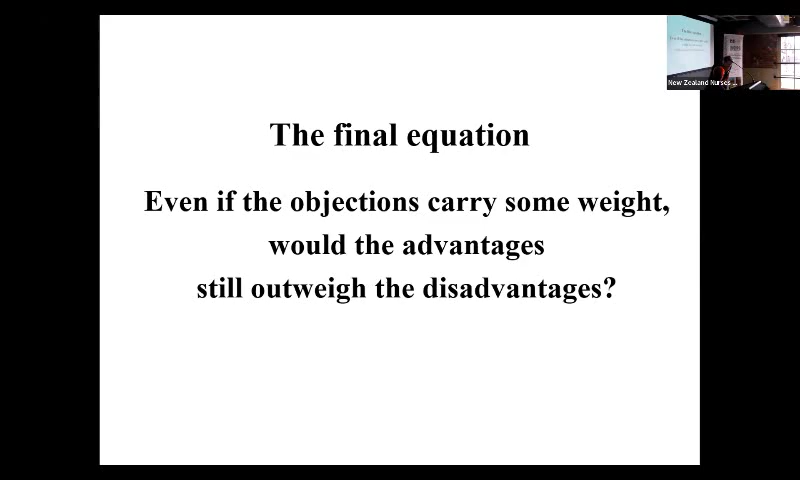 The final equation
Even if the objections carry some weight,
would the advantages
still outweigh the disadvantages?
New Zealand Nurses ...